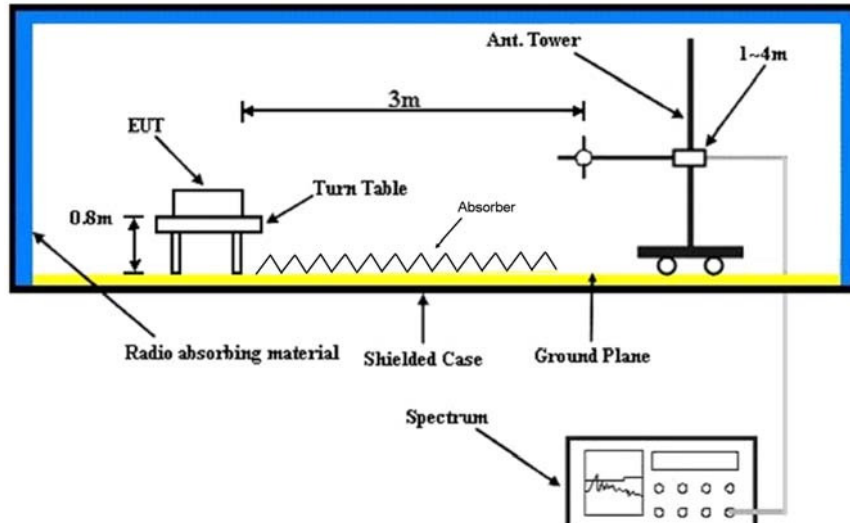 Ant. Tower
1~4m
3m
EUT
Turn Table
0.8m
Absorber
Radio absorbing material
Shielded Case
Ground Plane
Spectrum